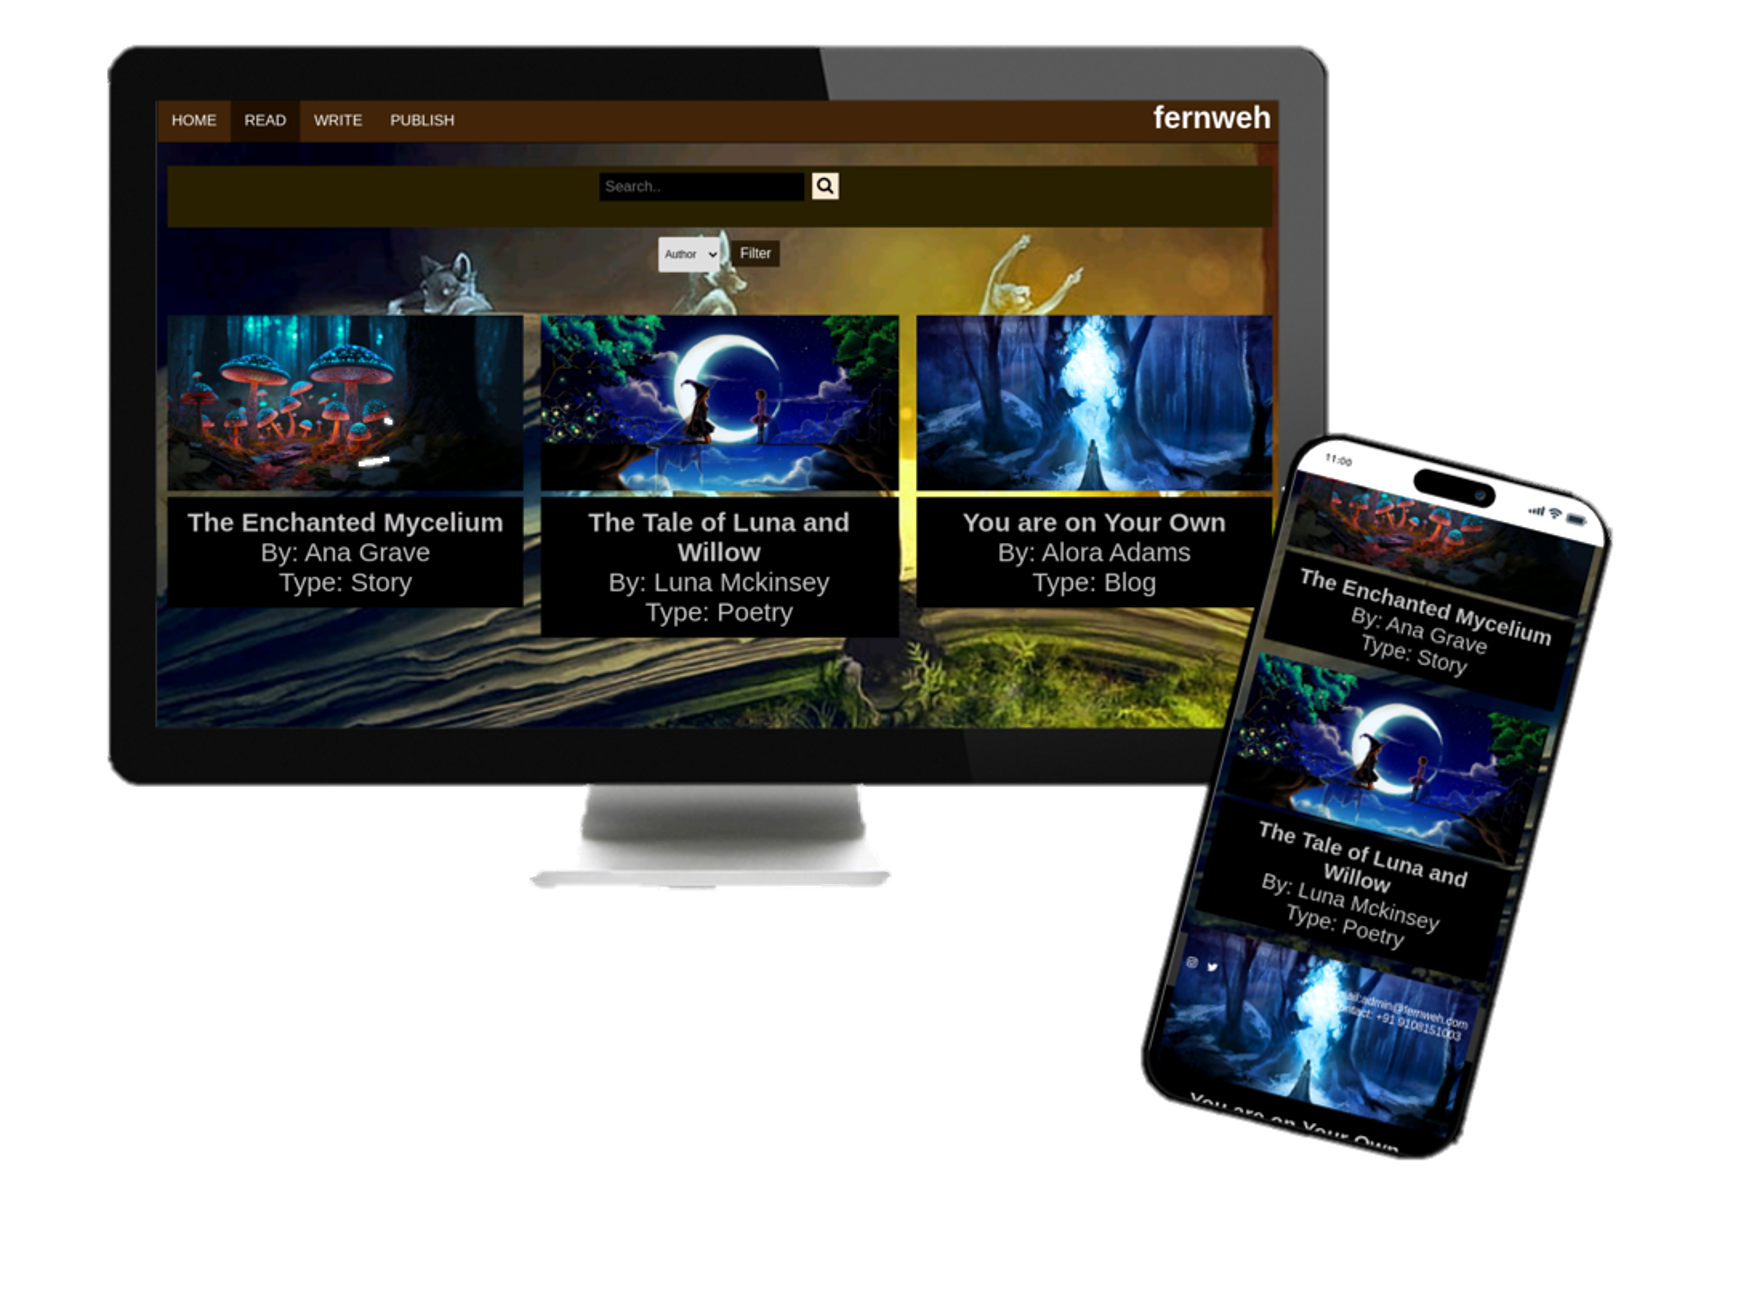 HOME READ WRITE PUBLISH fernweh
Search..
Author Filter
The Enchanted Mycelium
By: Ana Grave
Type: Story
The Tale of Luna and
Willow
By: Luna Mckinsey
Type: Poetry
You are on Your Own
By: Alora Adams
Type: Blog
11:00
The Enchanted Mycelium
By: Ana Grave
Type: Story
The Tale of Luna and
Willow
By: Luna Mckinsey
Type: Poetry
admin@fernweh.com
+91 9108151003
You are on Your Own